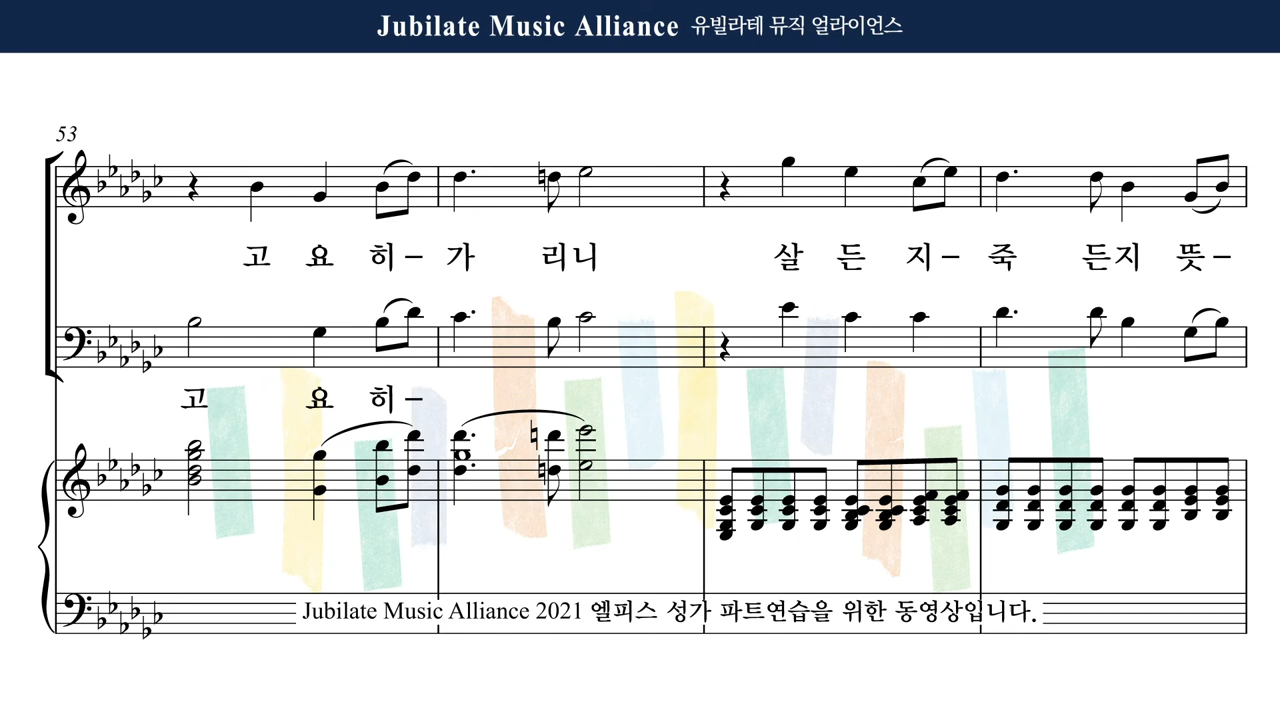 Jubilate Music Alliance 유빌라테 뮤직 얼라이언스
53
고 요 히 – 가 리니 살 든 지 – 죽 든지 뜻 –
고 요 히 –
Jubilate Music Alliance 2021 엘피스 성가 파트연습을 위한 동영상입니다.